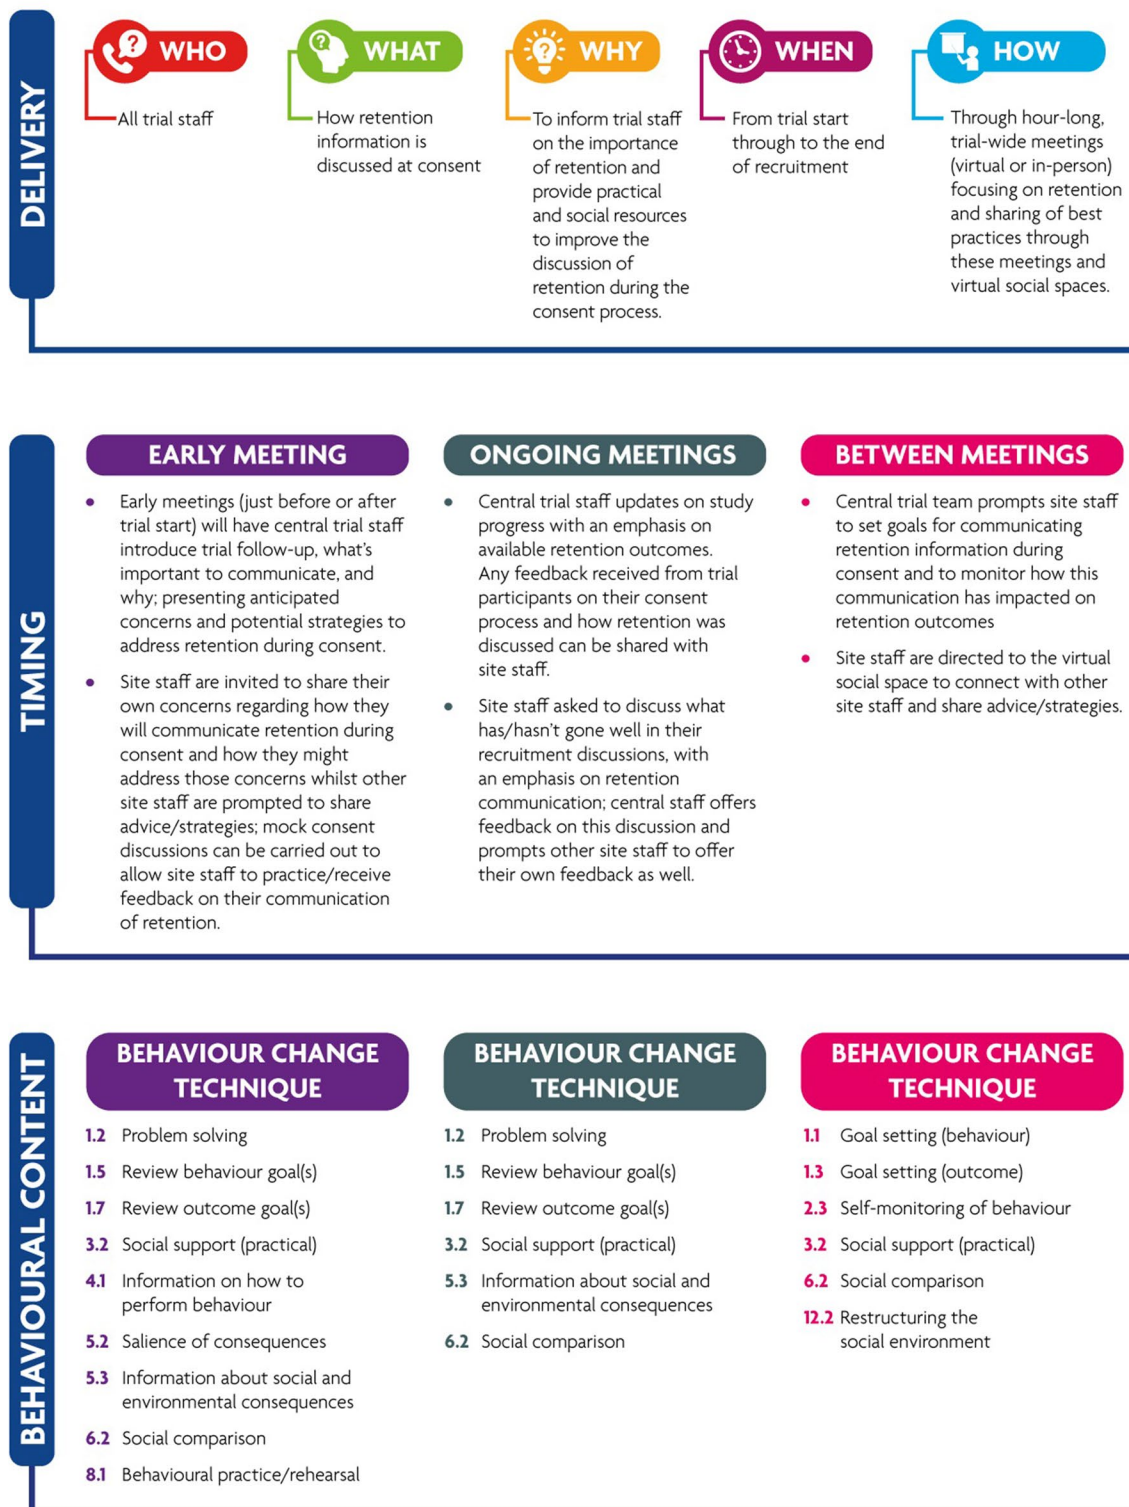 DELIVERY
WHO
All trial staff
WHAT
How retention
information is
discussed at consent
WHY
To inform trial staff
on the importance
of retention and
provide practical
and social resources
to improve the
discussion of
retention during the
consent process.
WHEN
From trial start
through to the end
of recruitment
HOW
Through hour-long,
trial-wide meetings
(virtual or in-person)
focusing on retention
and sharing of best
practices through
these meetings and
virtual social spaces.
TIMING
EARLY MEETING
• Early meetings (just before or after
trial start) will have central trial staff
introduce trial follow-up, what's
important to communicate, and
why; presenting anticipated
concerns and potential strategies to
address retention during consent.
• Site staff are invited to share their
own concerns regarding how they
will communicate retention during
consent and how they might
address those concerns whilst other
site staff are prompted to share
advice/strategies; mock consent
discussions can be carried out to
allow site staff to practice/receive
feedback on their communication
of retention.
ONGOING MEETINGS
• Central trial staff updates on study
progress with an emphasis on
available retention outcomes.
Any feedback received from trial
participants on their consent
process and how retention was
discussed can be shared with
site staff.
• Site staff asked to discuss what
has/hasn't gone well in their
recruitment discussions, with
an emphasis on retention
communication; central staff offers
feedback on this discussion and
prompts other site staff to offer
their own feedback as well.
BETWEEN MEETINGS
• Central trial team prompts site staff
to set goals for communicating
retention information during
consent and to monitor how this
communication has impacted on
retention outcomes
• Site staff are directed to the virtual
social space to connect with other
site staff and share advice/strategies.
BEHAVIOURAL CONTENT
BEHAVIOUR CHANGE
TECHNIQUE
1.2 Problem solving
1.5 Review behaviour goal(s)
1.7 Review outcome goal(s)
3.2 Social support (practical)
4.1 Information on how to
perform behaviour
5.2 Salience of consequences
5.3 Information about social and
environmental consequences
6.2 Social comparison
8.1 Behavioural practice/rehearsal
BEHAVIOUR CHANGE
TECHNIQUE
1.2 Problem solving
1.5 Review behaviour goal(s)
1.7 Review outcome goal(s)
3.2 Social support (practical)
5.3 Information about social and
environmental consequences
6.2 Social comparison
BEHAVIOUR CHANGE
TECHNIQUE
1.1 Goal setting (behaviour)
1.3 Goal setting (outcome)
2.3 Self-monitoring of behaviour
3.2 Social support (practical)
6.2 Social comparison
12.2 Restructuring the
social environment